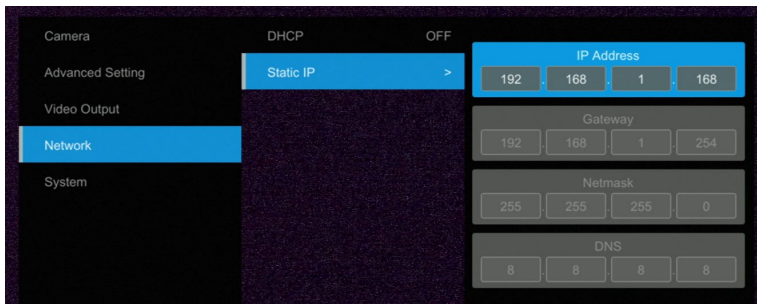 Camera
Advanced Setting
Video Output
Network
System
DHCP OFF
Static IP >
IP Address
192 . 168 . 1 . 168
Gateway
192 . 168 . 1 . 254
Netmask
255 . 255 . 255 . 0
DNS
8 . 8 . 8 . 8